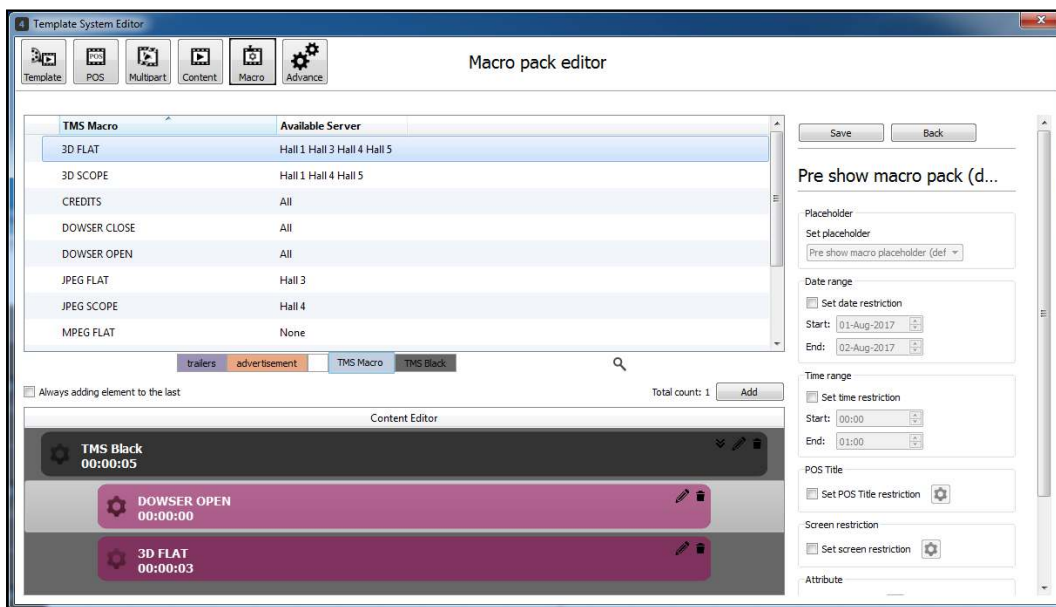 4 Template System Editor
Template POS POS Multipart Content Macro Advance
Macro pack editor
TMS Macro Available Server
3D FLAT Hall 1 Hall 3 Hall 4 Hall 5
3D SCOPE Hall 1 Hall 4 Hall 5
CREDITS All
DOWSER CLOSE All
DOWSER OPEN All
JPEG FLAT Hall 3
JPEG SCOPE Hall 4
MPEG FLAT None
trailers advertisement TMS Macro TMS Black
Always adding element to the last Total count: 1 Add
Content Editor
TMS Black
00:00:05
DOWSER OPEN
00:00:00
3D FLAT
00:00:03
Save Back
Pre show macro pack (d...
Placeholder
Set placeholder
Pre show macro placeholder (def
Date range
Set date restriction
Start: 01-Aug-2017
End: 02-Aug-2017
Time range
Set time restriction
Start: 00:00
End: 01:00
POS Title
Set POS Title restriction
Screen restriction
Set screen restriction
Attribute